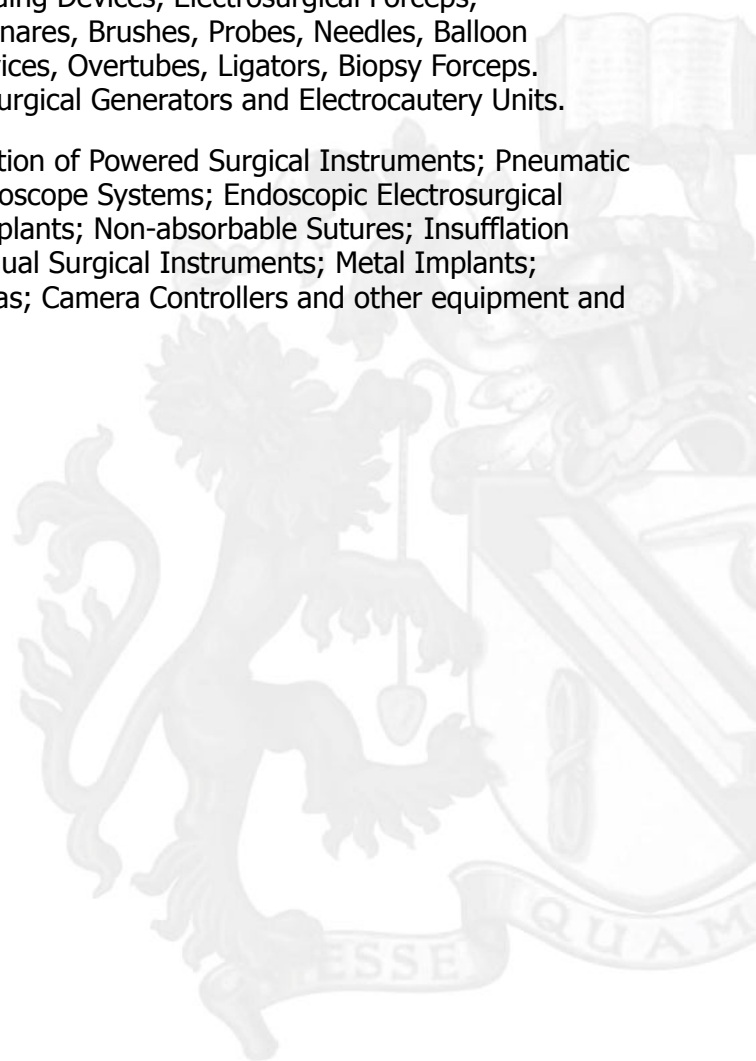 ding Devices, Electrosurgical Forceps,
nares, Brushes, Probes, Needles, Balloon
ices, Overtubes, Ligators, Biopsy Forceps.
urgical Generators and Electrocautery Units.
tion of Powered Surgical Instruments; Pneumatic
oscope Systems; Endoscopic Electrosurgical
plants; Non-absorbable Sutures; Insufflation
ual Surgical Instruments; Metal Implants;
as; Camera Controllers and other equipment and
ESSE QUAM